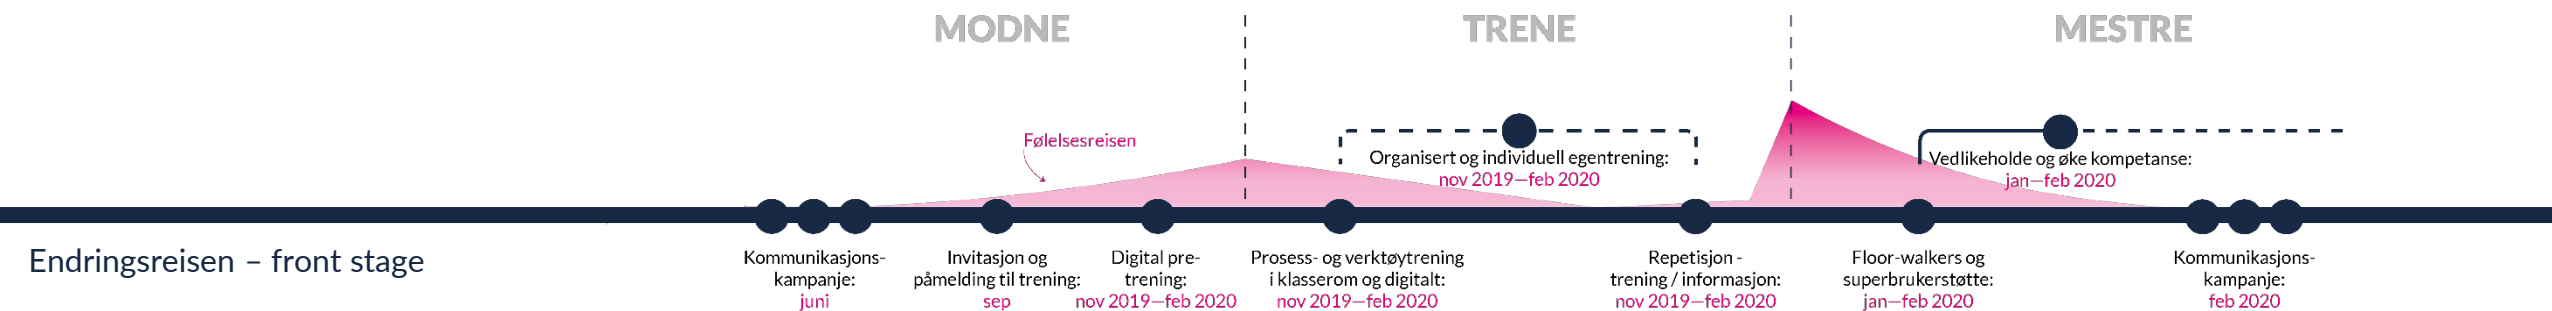 MODNE
TRENE
MESTRE
Følelsesreisen
Organisert og individuell egentrening:
nov 2019–feb 2020
Vedlikeholde og øke kompetanse:
jan–feb 2020
Endringsreisen – front stage
Kommunikasjons-
kampanje:
juni
Invitasjon og
påmelding til trening:
sep
Digital pre-
trening:
nov 2019–feb 2020
Prosess- og verktøytrening
i klasserom og digitalt:
nov 2019–feb 2020
Repetisjon -
trening / informasjon:
nov 2019–feb 2020
Floor-walkers og
superbrukerstøtte:
jan–feb 2020
Kommunikasjons-
kampanje:
feb 2020